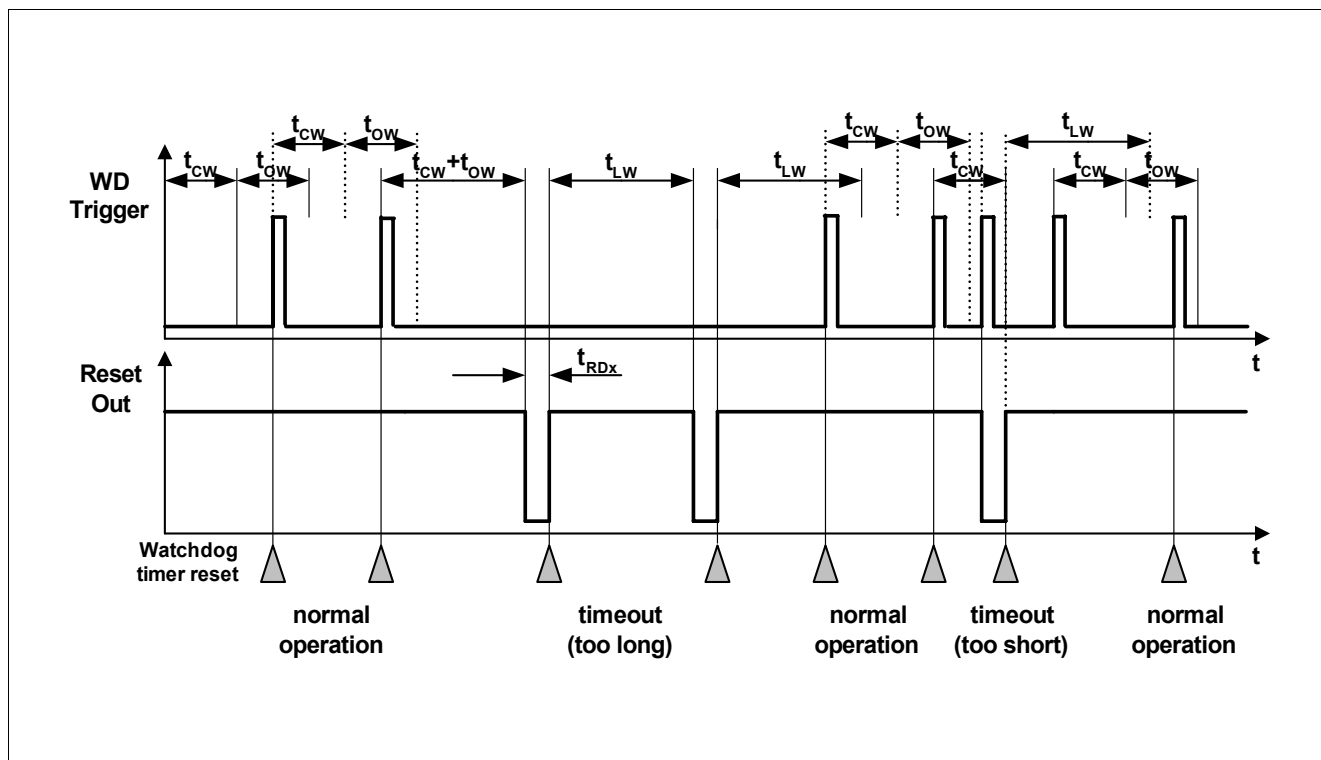 tCW tOW tCW tOW tLW
tCW tOW tCW+tOW tLW tLW tCW tCW tOW
WD
Trigger
t
tRDx
Reset
Out
t
Watchdog
timer reset
normal
operation
timeout
(too long)
normal
operation
timeout
(too short)
normal
operation